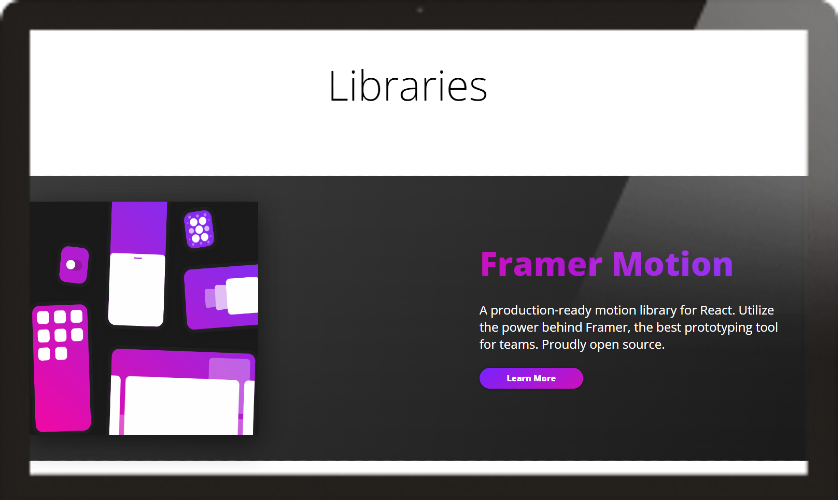 Libraries
Framer Motion
A production-ready motion library for React. Utilize
the power behind Framer, the best prototyping tool
for teams. Proudly open source.
Learn More